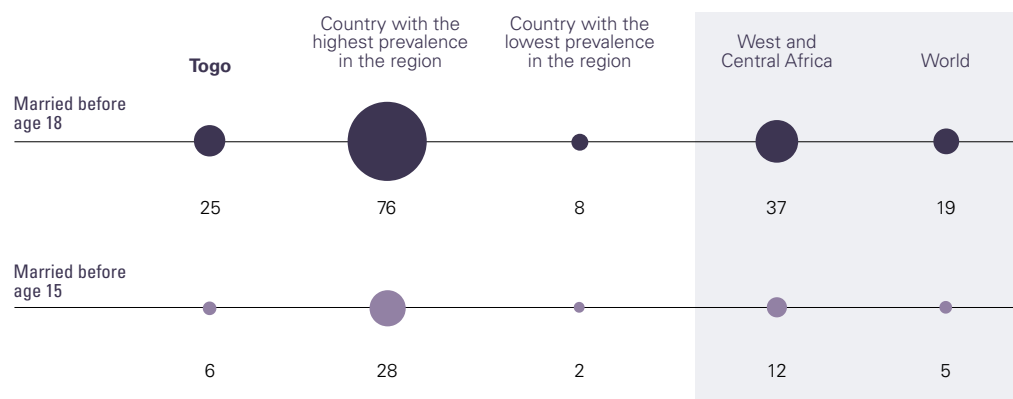 Togo
Country with the
highest prevalence
in the region
Country with the
lowest prevalence
in the region
West and
Central Africa
World
Married before
age 18
25
76
8
37
19
Married before
age 15
6
28
2
12
5